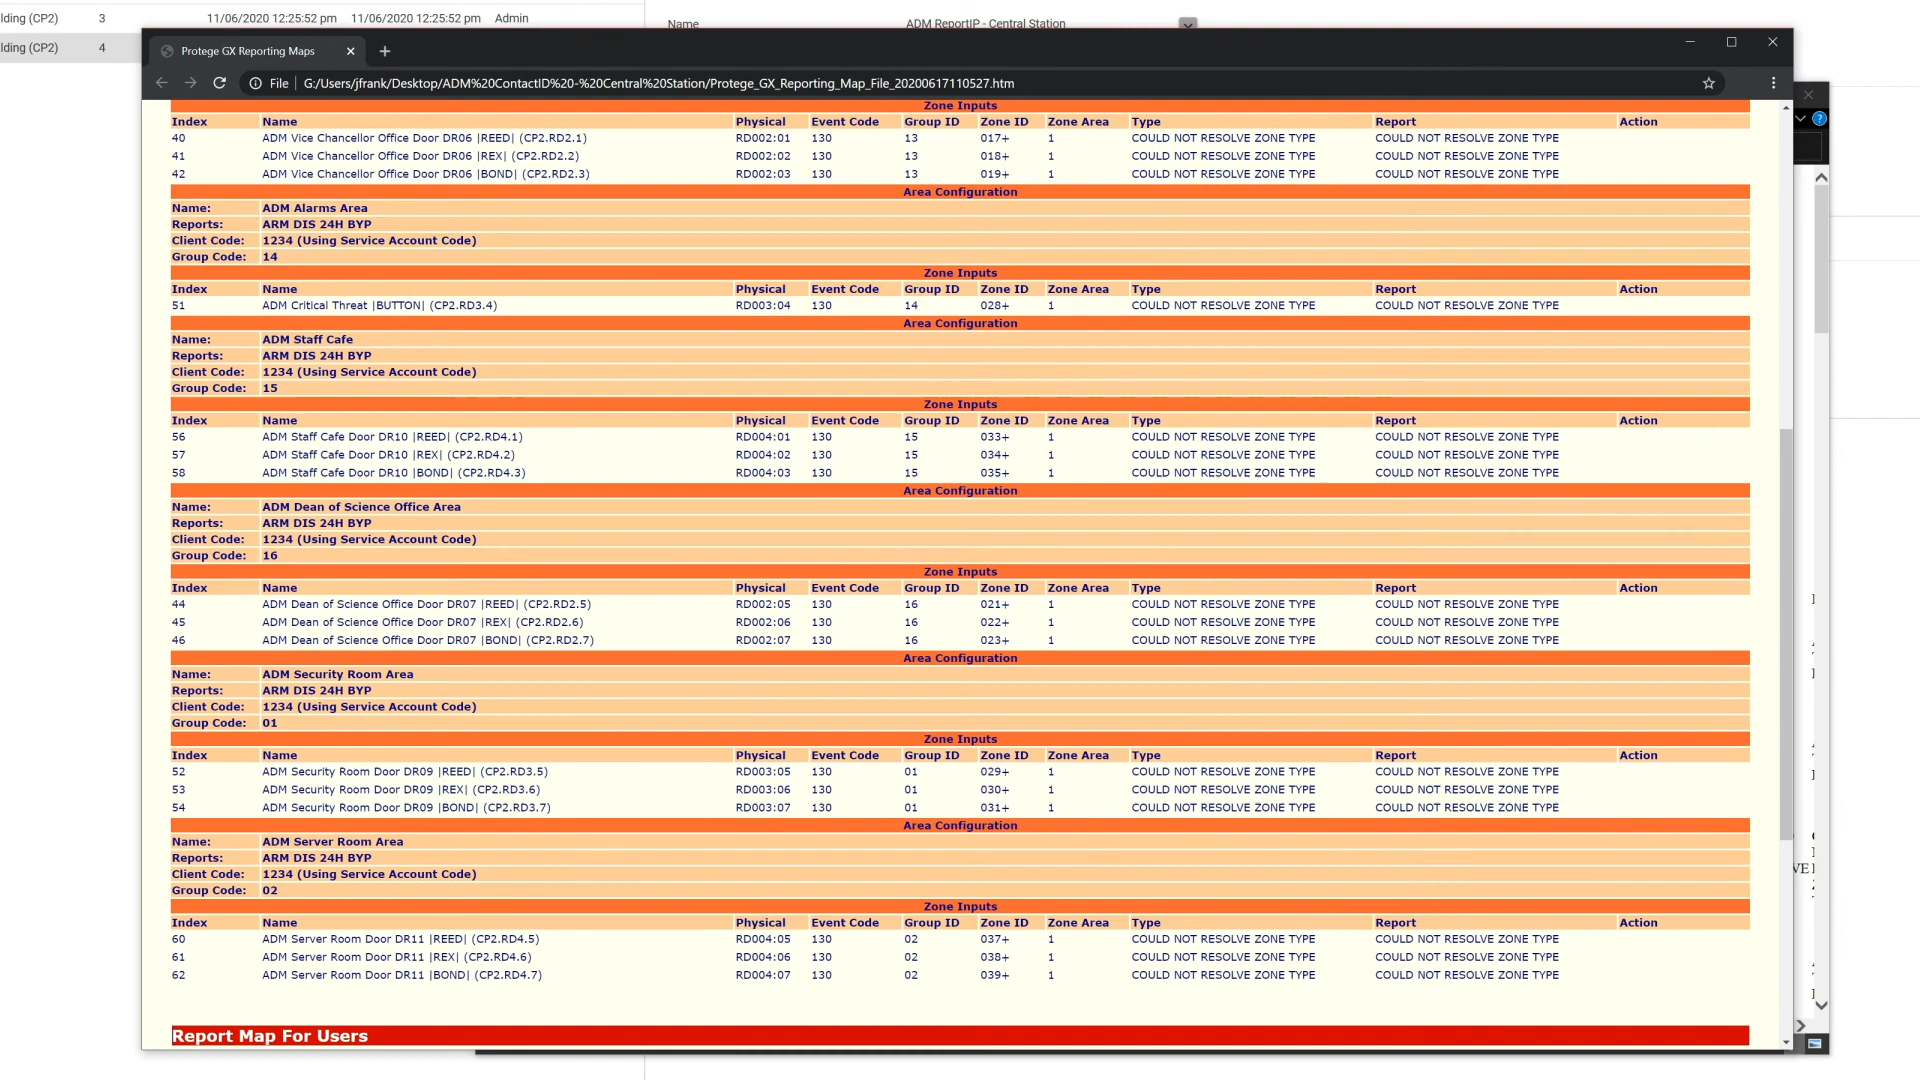 lding (CP2) 3 11/06/2020 12:25:52 pm 11/06/2020 12:25:52 pm Admin
Name ADM ReportIP - Central Station
lding (CP2) 4
Protege GX Reporting Maps
File G:/Users/jfrank/Desktop/ADM%20ContactID%20-%20Central%20Station/Protege_GX_Reporting_Map_File_20200617110527.htm
Zone Inputs
Index Name Physical Event Code Group ID Zone ID Zone Area Type Report Action
40 ADM Vice Chancellor Office Door DR06 |REED| (CP2.RD2.1) RD002:01 130 13 017+ 1 COULD NOT RESOLVE ZONE TYPE COULD NOT RESOLVE ZONE TYPE
41 ADM Vice Chancellor Office Door DR06 |REX| (CP2.RD2.2) RD002:02 130 13 018+ 1 COULD NOT RESOLVE ZONE TYPE COULD NOT RESOLVE ZONE TYPE
42 ADM Vice Chancellor Office Door DR06 |BOND| (CP2.RD2.3) RD002:03 130 13 019+ 1 COULD NOT RESOLVE ZONE TYPE COULD NOT RESOLVE ZONE TYPE
Area Configuration
Name: ADM Alarms Area
Reports: ARM DIS 24H BYP
Client Code: 1234 (Using Service Account Code)
Group Code: 14
Zone Inputs
Index Name Physical Event Code Group ID Zone ID Zone Area Type Report Action
51 ADM Critical Threat |BUTTON| (CP2.RD3.4) RD003:04 130 14 028+ 1 COULD NOT RESOLVE ZONE TYPE COULD NOT RESOLVE ZONE TYPE
Area Configuration
Name: ADM Staff Cafe
Reports: ARM DIS 24H BYP
Client Code: 1234 (Using Service Account Code)
Group Code: 15
Zone Inputs
Index Name Physical Event Code Group ID Zone ID Zone Area Type Report Action
56 ADM Staff Cafe Door DR10 |REED| (CP2.RD4.1) RD004:01 130 15 033+ 1 COULD NOT RESOLVE ZONE TYPE COULD NOT RESOLVE ZONE TYPE
57 ADM Staff Cafe Door DR10 |REX| (CP2.RD4.2) RD004:02 130 15 034+ 1 COULD NOT RESOLVE ZONE TYPE COULD NOT RESOLVE ZONE TYPE
58 ADM Staff Cafe Door DR10 |BOND| (CP2.RD4.3) RD004:03 130 15 035+ 1 COULD NOT RESOLVE ZONE TYPE COULD NOT RESOLVE ZONE TYPE
Area Configuration
Name: ADM Dean of Science Office Area
Reports: ARM DIS 24H BYP
Client Code: 1234 (Using Service Account Code)
Group Code: 16
Zone Inputs
Index Name Physical Event Code Group ID Zone ID Zone Area Type Report Action
44 ADM Dean of Science Office Door DR07 |REED| (CP2.RD2.5) RD002:05 130 16 021+ 1 COULD NOT RESOLVE ZONE TYPE COULD NOT RESOLVE ZONE TYPE
45 ADM Dean of Science Office Door DR07 |REX| (CP2.RD2.6) RD002:06 130 16 022+ 1 COULD NOT RESOLVE ZONE TYPE COULD NOT RESOLVE ZONE TYPE
46 ADM Dean of Science Office Door DR07 |BOND| (CP2.RD2.7) RD002:07 130 16 023+ 1 COULD NOT RESOLVE ZONE TYPE COULD NOT RESOLVE ZONE TYPE
Area Configuration
Name: ADM Security Room Area
Reports: ARM DIS 24H BYP
Client Code: 1234 (Using Service Account Code)
Group Code: 01
Zone Inputs
Index Name Physical Event Code Group ID Zone ID Zone Area Type Report Action
52 ADM Security Room Door DR09 |REED| (CP2.RD3.5) RD003:05 130 01 029+ 1 COULD NOT RESOLVE ZONE TYPE COULD NOT RESOLVE ZONE TYPE
53 ADM Security Room Door DR09 |REX| (CP2.RD3.6) RD003:06 130 01 030+ 1 COULD NOT RESOLVE ZONE TYPE COULD NOT RESOLVE ZONE TYPE
54 ADM Security Room Door DR09 |BOND| (CP2.RD3.7) RD003:07 130 01 031+ 1 COULD NOT RESOLVE ZONE TYPE COULD NOT RESOLVE ZONE TYPE
Area Configuration
Name: ADM Server Room Area
Reports: ARM DIS 24H BYP
Client Code: 1234 (Using Service Account Code)
Group Code: 02
Zone Inputs
Index Name Physical Event Code Group ID Zone ID Zone Area Type Report Action
60 ADM Server Room Door DR11 |REED| (CP2.RD4.5) RD004:05 130 02 037+ 1 COULD NOT RESOLVE ZONE TYPE COULD NOT RESOLVE ZONE TYPE
61 ADM Server Room Door DR11 |REX| (CP2.RD4.6) RD004:06 130 02 038+ 1 COULD NOT RESOLVE ZONE TYPE COULD NOT RESOLVE ZONE TYPE
62 ADM Server Room Door DR11 |BOND| (CP2.RD4.7) RD004:07 130 02 039+ 1 COULD NOT RESOLVE ZONE TYPE COULD NOT RESOLVE ZONE TYPE
Report Map For Users